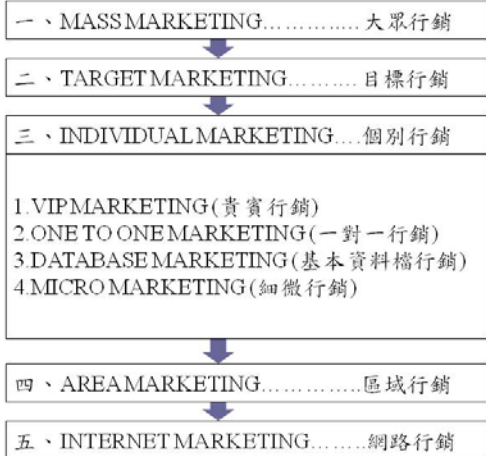 一、MASS MARKETING…………..大眾行銷
二、TARGET MARKETING………....目標行銷
三、INDIVIDUAL MARKETING….個別行銷
1.VIP MARKETING(貴賓行銷)
2.ONE TO ONE MARKETING(一對一行銷)
3.DATABASE MARKETING(基本資料檔行銷)
4.MICRO MARKETING(細微行銷)
四、AREA MARKETING……………..區域行銷
五、INTERNET MARKETING……..網路行銷